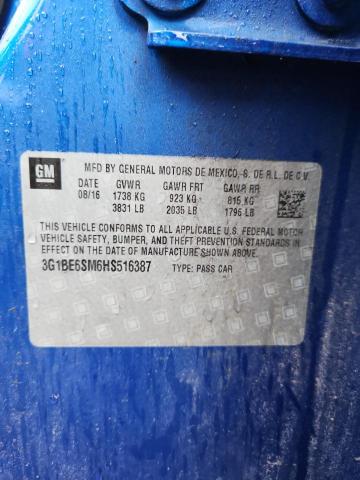 GM
MFD BY GENERAL MOTORS DE MEXICO, S. DE R.L. DE C.V.
DATE GVWR GAWR FRT GAWR RR
08/16 1738 KG 923 KG 815 KG
3831 LB 2035 LB 1795 LB
THIS VEHICLE CONFORMS TO ALL APPLICABLE U.S. FEDERAL MOTOR
VEHICLE SAFETY, BUMPER, AND THEFT PREVENTION STANDARDS IN
EFFECT ON THE DATE OF MANUFACTURE SHOWN ABOVE.
3G1BE6SM6HS516387 TYPE: PASS CAR